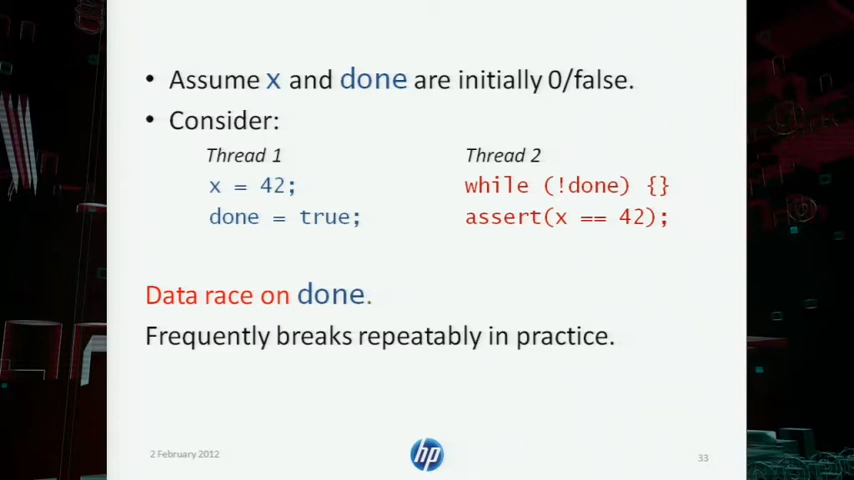 • Assume x and done are initially 0/false.
• Consider:
Thread 1 Thread 2
x = 42; while (!done) {}
done = true; assert(x == 42);
Data race on done.
Frequently breaks repeatably in practice.
2 February 2012 hp 33